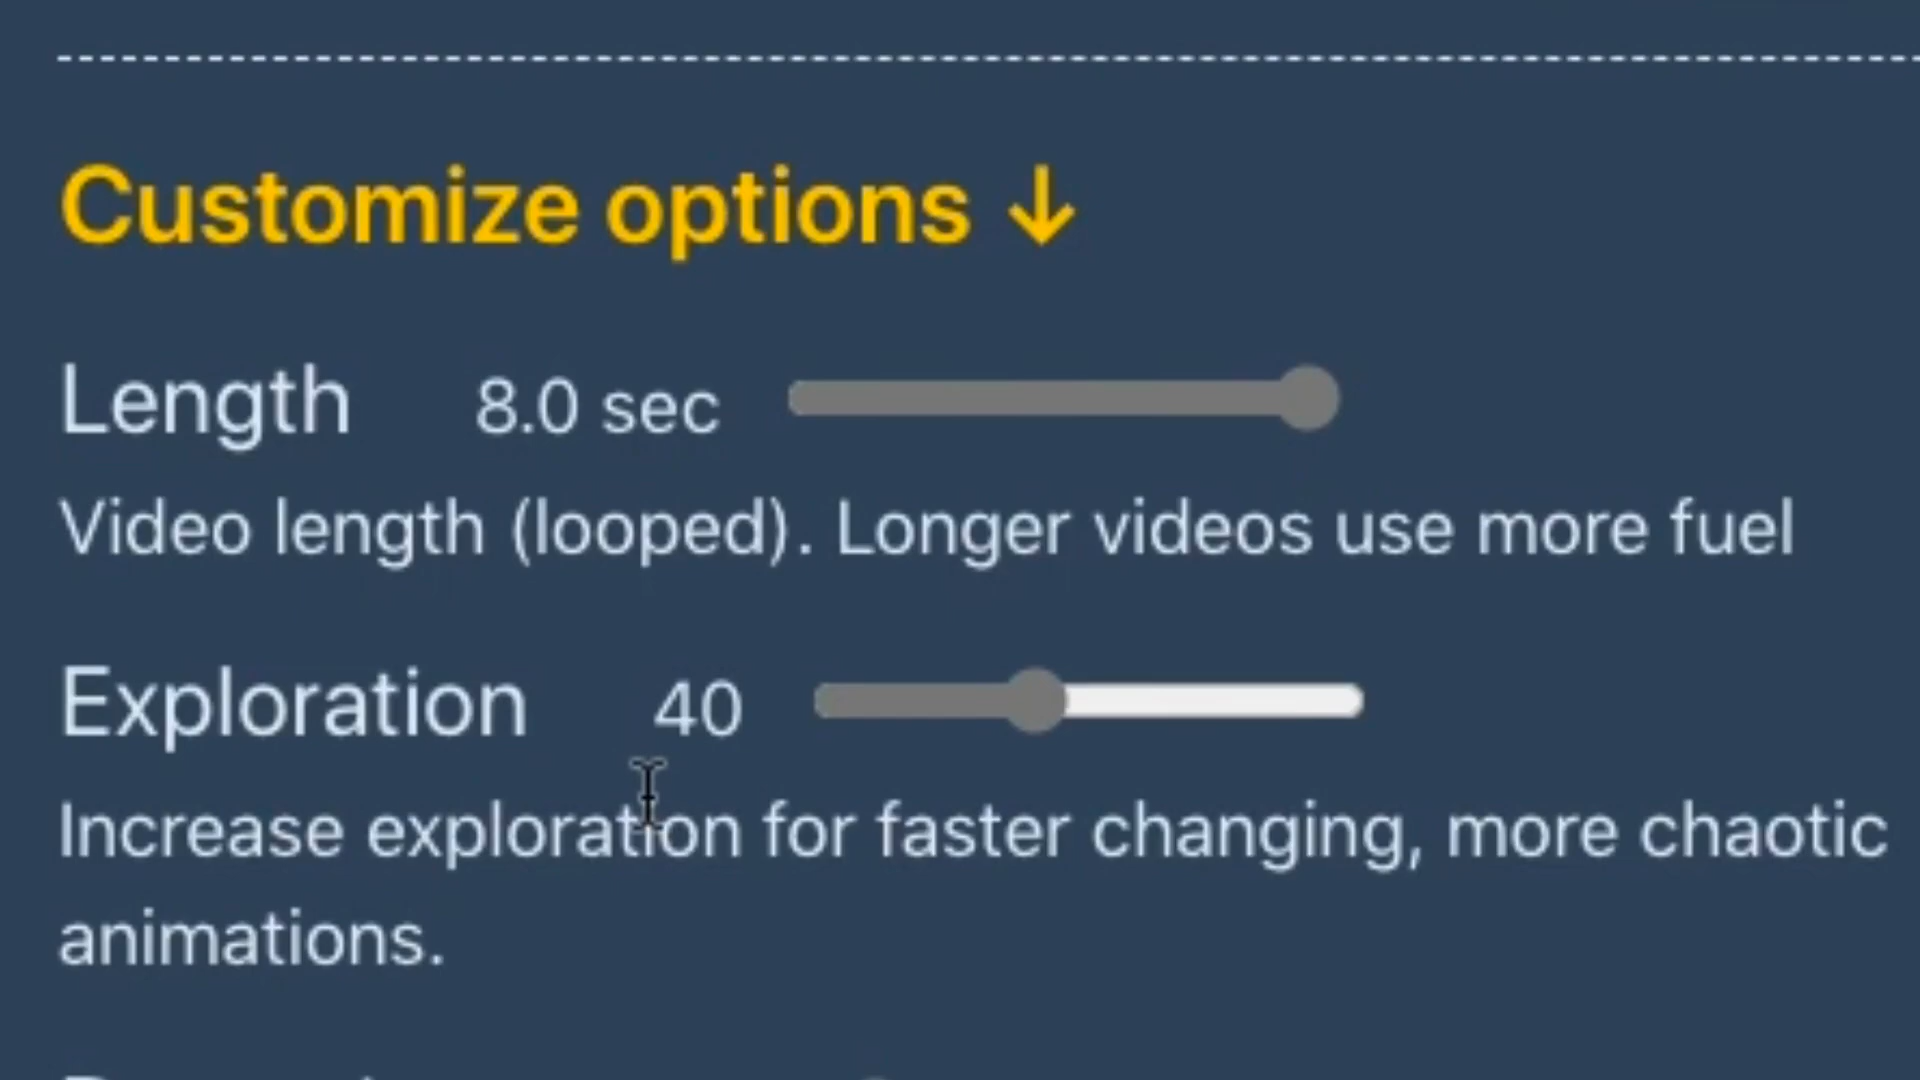 Customize options ↓
Length 8.0 sec
Video length (looped). Longer videos use more fuel
Exploration 40
Increase exploration for faster changing, more chaotic
animations.